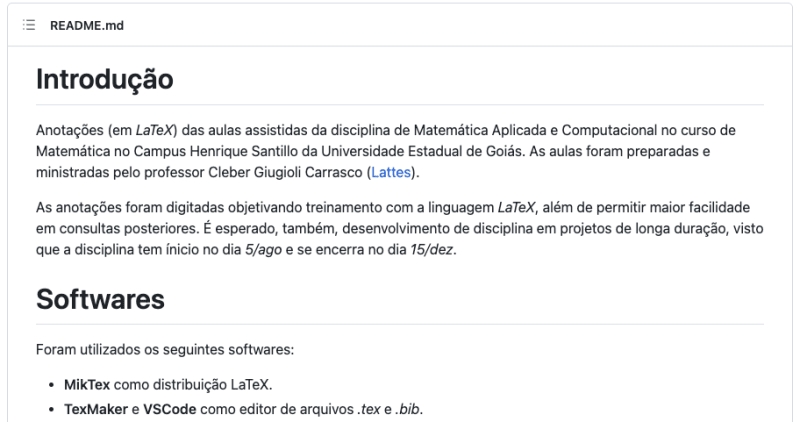 README.md
Introdução
Anotações (em LaTeX) das aulas assistidas da disciplina de Matemática Aplicada e Computacional no curso de
Matemática no Campus Henrique Santillo da Universidade Estadual de Goiás. As aulas foram preparadas e
ministradas pelo professor Cleber Giugioli Carrasco (Lattes).
As anotações foram digitadas objetivando treinamento com a linguagem LaTeX, além de permitir maior facilidade
em consultas posteriores. É esperado, também, desenvolvimento de disciplina em projetos de longa duração, visto
que a disciplina tem ínicio no dia 5/ago e se encerra no dia 15/dez.
Softwares
Foram utilizados os seguintes softwares:
• MikTex como distribuição LaTeX.
• TexMaker e VSCode como editor de arquivos .tex e .bib.